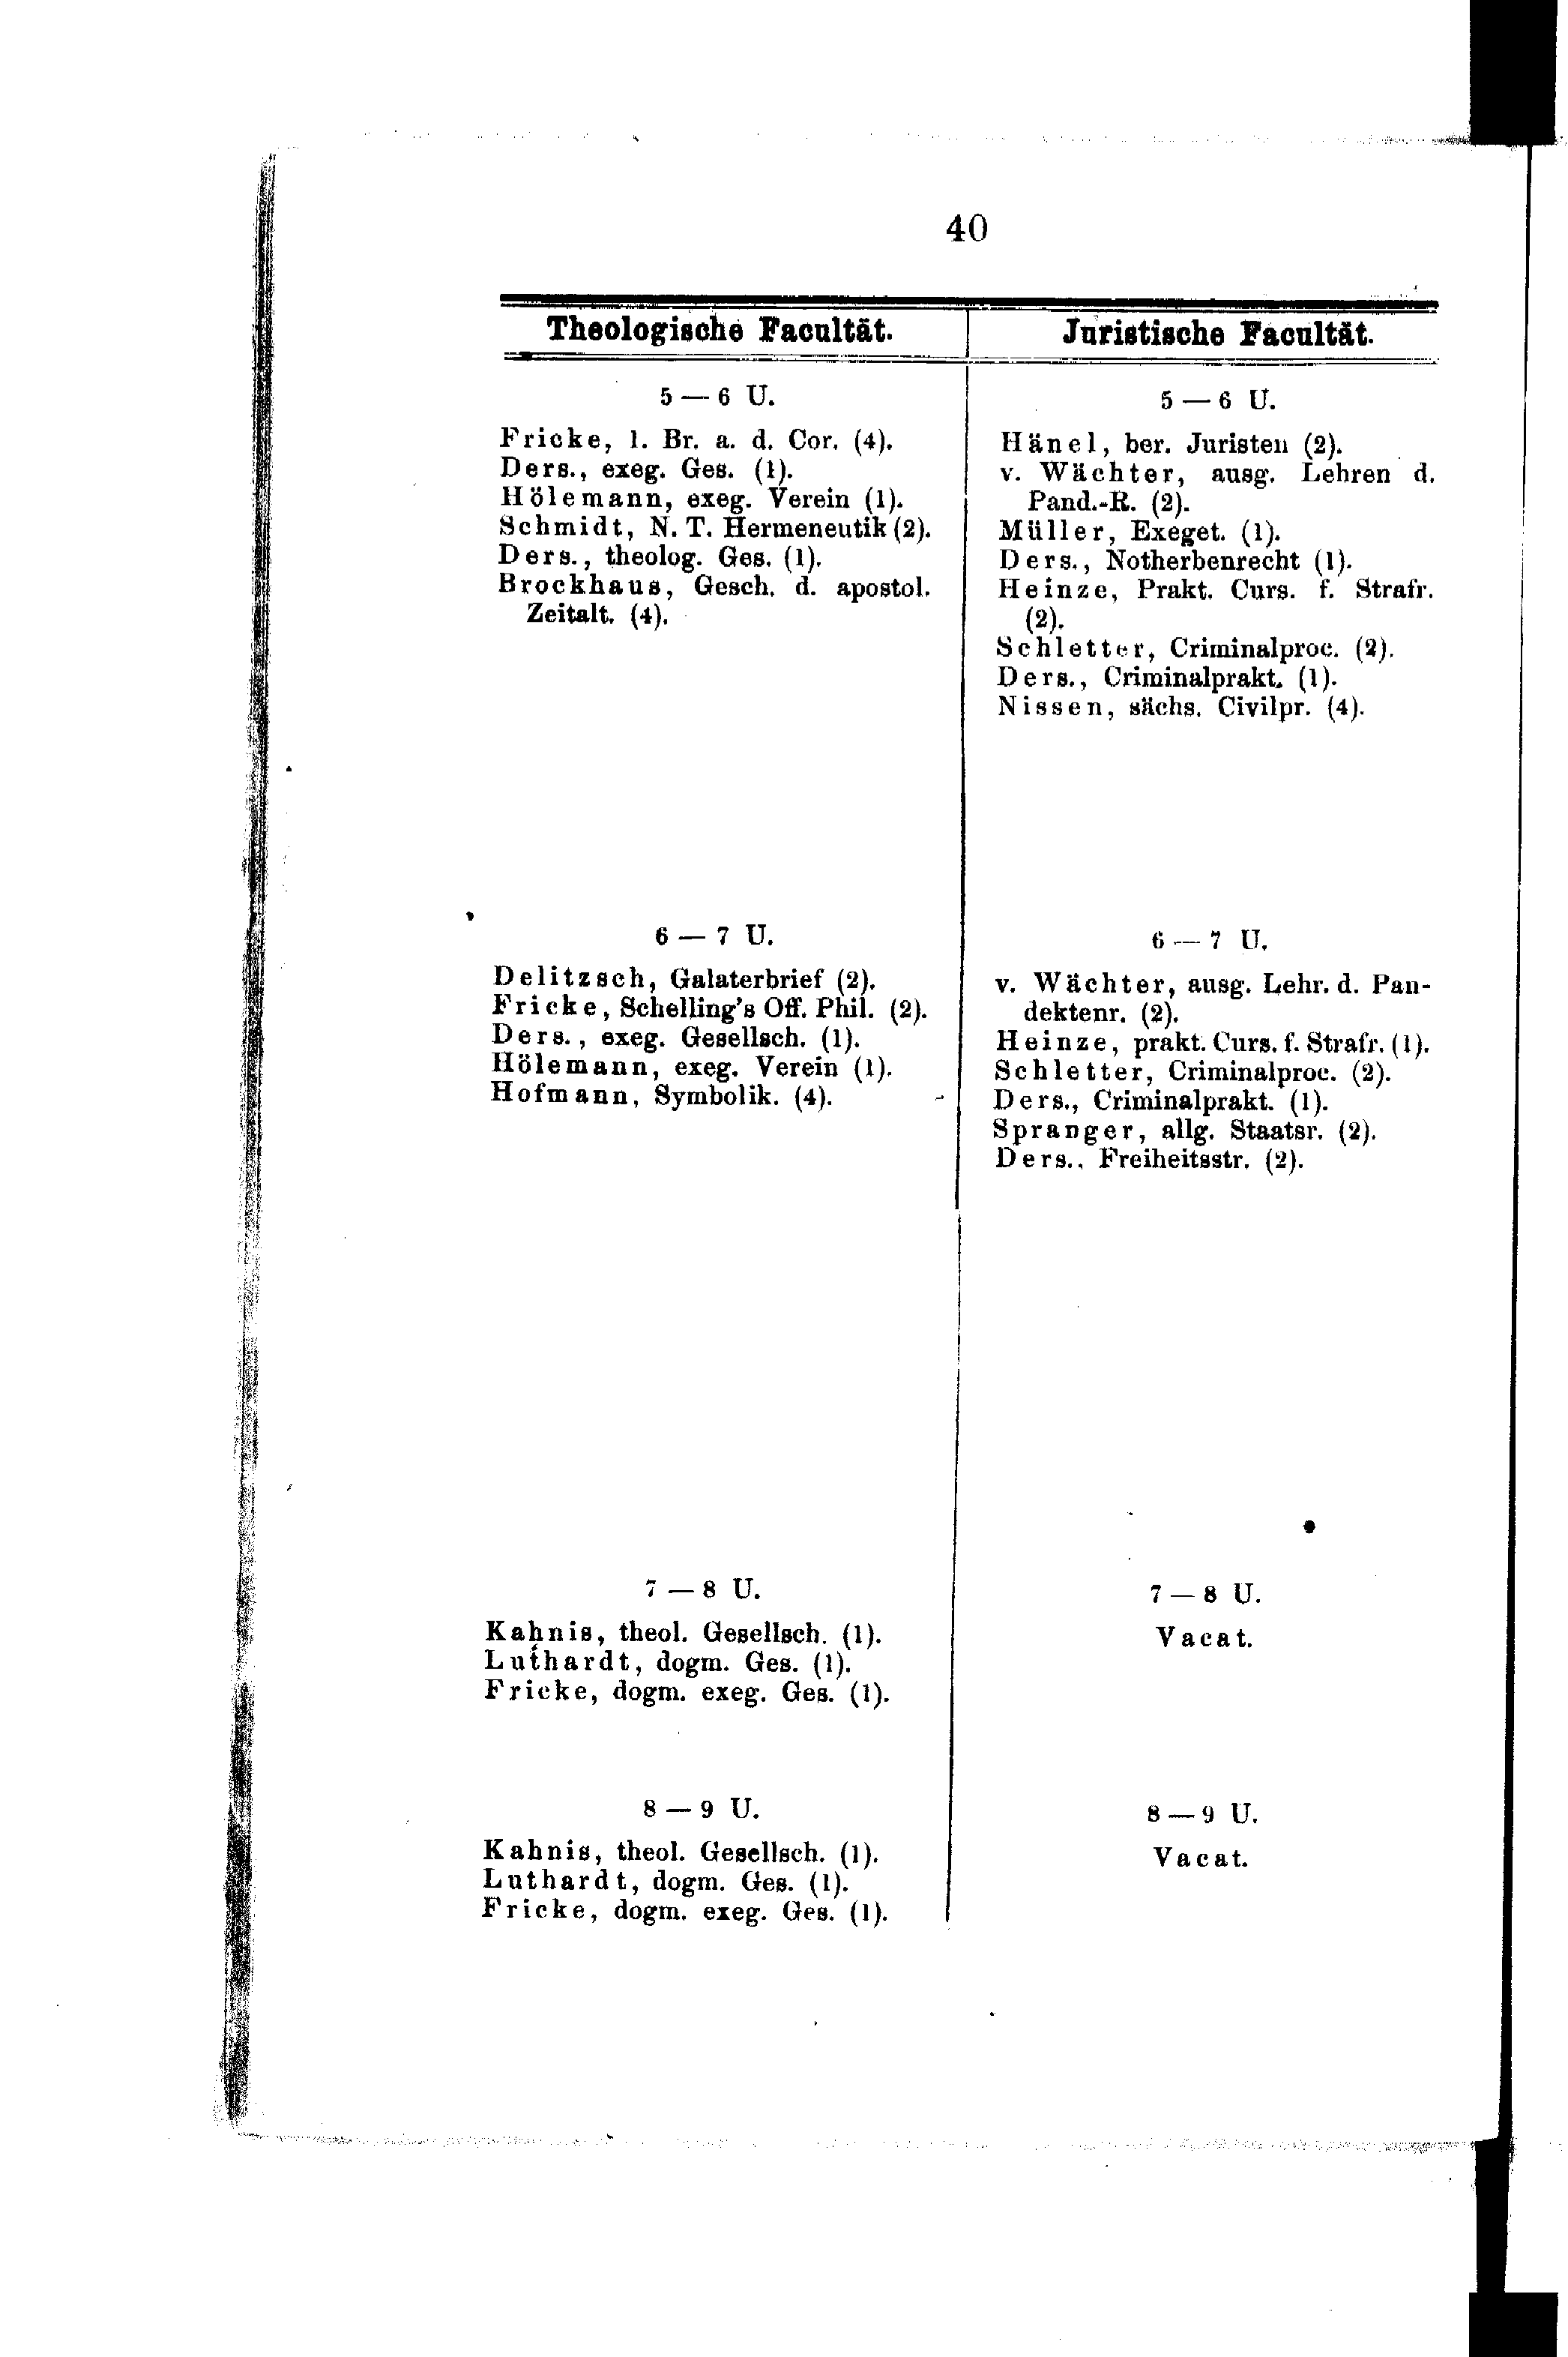 40
Theologische Facultät.
5 — 6 U.
Fricke, 1. Br. a. d. Cor. (4).
Ders., exeg. Ges. (1).
Hölemann, exeg. Verein (1).
Schmidt, N. T. Hermeneutik (2).
Ders., theolog. Ges. (1).
Brockhaus, Gesch. d. apostol.
Zeitalt. (4).
6 — 7 U.
Delitzsch, Galaterbrief (2).
Fricke, Schelling's Off. Phil. (2).
Ders., exeg. Gesellsch. (1).
Hölemann, exeg. Verein (1).
Hofmann, Symbolik. (4).
7 — 8 U.
Kahnis, theol. Gesellsch. (1).
Luthardt, dogm. Ges. (1).
Fricke, dogm. exeg. Ges. (1).
8 — 9 U.
Kahnis, theol. Gesellsch. (1).
Luthardt, dogm. Ges. (1).
Fricke, dogm. exeg. Ges. (1).
Juristische Facultät.
5 — 6 U.
Hänel, ber. Juristen (2).
v. Wächter, ausg. Lehren d.
Pand.-R. (2).
Müller, Exeget. (1).
Ders., Notherbenrecht (1).
Heinze, Prakt. Curs. f. Strafr.
(2).
Schletter, Criminalproc. (2).
Ders., Criminalprakt. (1).
Nissen, sächs. Civilpr. (4).
6 — 7 U.
v. Wächter, ausg. Lehr. d. Pan-
dektenr. (2).
Heinze, prakt. Curs. f. Strafr. (1).
Schletter, Criminalproc. (2).
Ders., Criminalprakt. (1).
Spranger, allg. Staatsr. (2).
Ders., Freiheitsstr. (2).
7 — 8 U.
Vacat.
8 — 9 U.
Vacat.